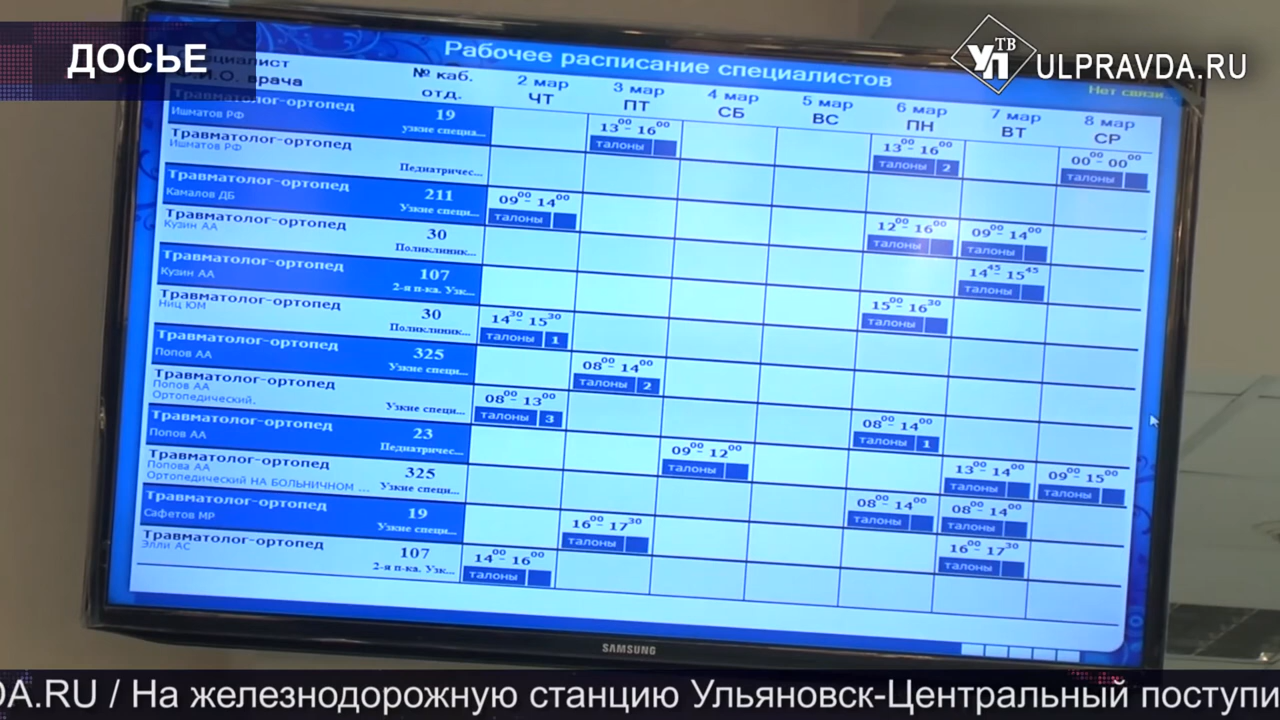 ДОСЬЕ
УП ТВ
ULPRAVDA.RU
Рабочее расписание специалистов
Нет связи...
специалист
Ф.И.О. врача
№ каб.
отд.
2 мар
ЧТ
3 мар
ПТ
4 мар
СБ
5 мар
ВС
6 мар
ПН
7 мар
ВТ
8 мар
СР
Травматолог-ортопед
Ишматов РФ
19
узкие специа...
13⁰⁰- 16⁰⁰
талоны
13⁰⁰- 16⁰⁰
талоны 2
00⁰⁰- 00⁰⁰
талоны
Травматолог-ортопед
Ишматов РФ
Педиатричес...
Травматолог-ортопед
Камалов ДБ
211
Узкие специ...
09⁰⁰- 14⁰⁰
талоны
12⁰⁰- 16⁰⁰
талоны
09⁰⁰- 14⁰⁰
талоны
Травматолог-ортопед
Кузин АА
30
Поликлиник...
14⁴⁵- 15⁴⁵
талоны
Травматолог-ортопед
Кузин АА
107
2-я п-ка. Узк...
15⁰⁰- 16³⁰
талоны
Травматолог-ортопед
Ниц ЮМ
30
Поликлиник...
14³⁰- 15³⁰
талоны 1
Травматолог-ортопед
Попов АА
325
Узкие специ...
08⁰⁰- 14⁰⁰
талоны 2
Травматолог-ортопед
Попов АА
Ортопедический.
Узкие специ...
08⁰⁰- 13⁰⁰
талоны 3
08⁰⁰- 14⁰⁰
талоны 1
Травматолог-ортопед
Попов АА
23
Педиатричес...
09⁰⁰- 12⁰⁰
талоны
13⁰⁰- 14⁰⁰
талоны
09⁰⁰- 15⁰⁰
талоны
Травматолог-ортопед
Попова АА
Ортопедический НА БОЛЬНИЧНОМ ...
325
Узкие специ...
08⁰⁰- 14⁰⁰
талоны
08⁰⁰- 14⁰⁰
талоны
Травматолог-ортопед
Сафетов МР
19
Узкие специ...
16⁰⁰- 17³⁰
талоны
16⁰⁰- 17³⁰
талоны
Травматолог-ортопед
Элли АС
107
2-я п-ка. Узк...
14⁰⁰- 16⁰⁰
талоны
SAMSUNG
DA.RU / На железнодорожную станцию Ульяновск-Центральный поступи